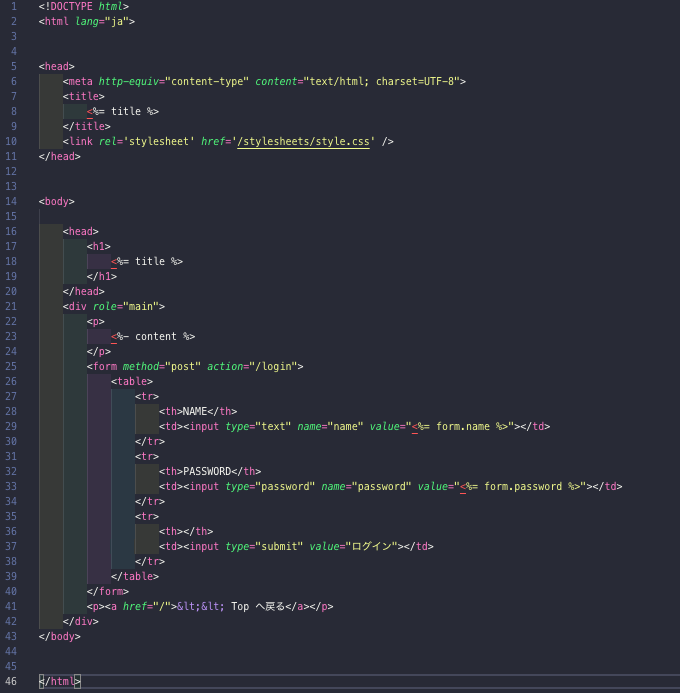 1 <!DOCTYPE html>
2 <html lang="ja">
3
4
5 <head>
6 <meta http-equiv="content-type" content="text/html; charset=UTF-8">
7 <title>
8 <%= title %>
9 </title>
10 <link rel='stylesheet' href='/stylesheets/style.css' />
11 </head>
12
13
14 <body>
15
16 <head>
17 <h1>
18 <%= title %>
19 </h1>
20 </head>
21 <div role="main">
22 <p>
23 <%- content %>
24 </p>
25 <form method="post" action="/login">
26 <table>
27 <tr>
28 <th>NAME</th>
29 <td><input type="text" name="name" value="<%= form.name %>"></td>
30 </tr>
31 <tr>
32 <th>PASSWORD</th>
33 <td><input type="password" name="password" value="<%= form.password %>"></td>
34 </tr>
35 <tr>
36 <th></th>
37 <td><input type="submit" value="ログイン"></td>
38 </tr>
39 </table>
40 </form>
41 <p><a href="/">&lt;&lt; Top へ戻る</a></p>
42 </div>
43 </body>
44
45
46 </html>